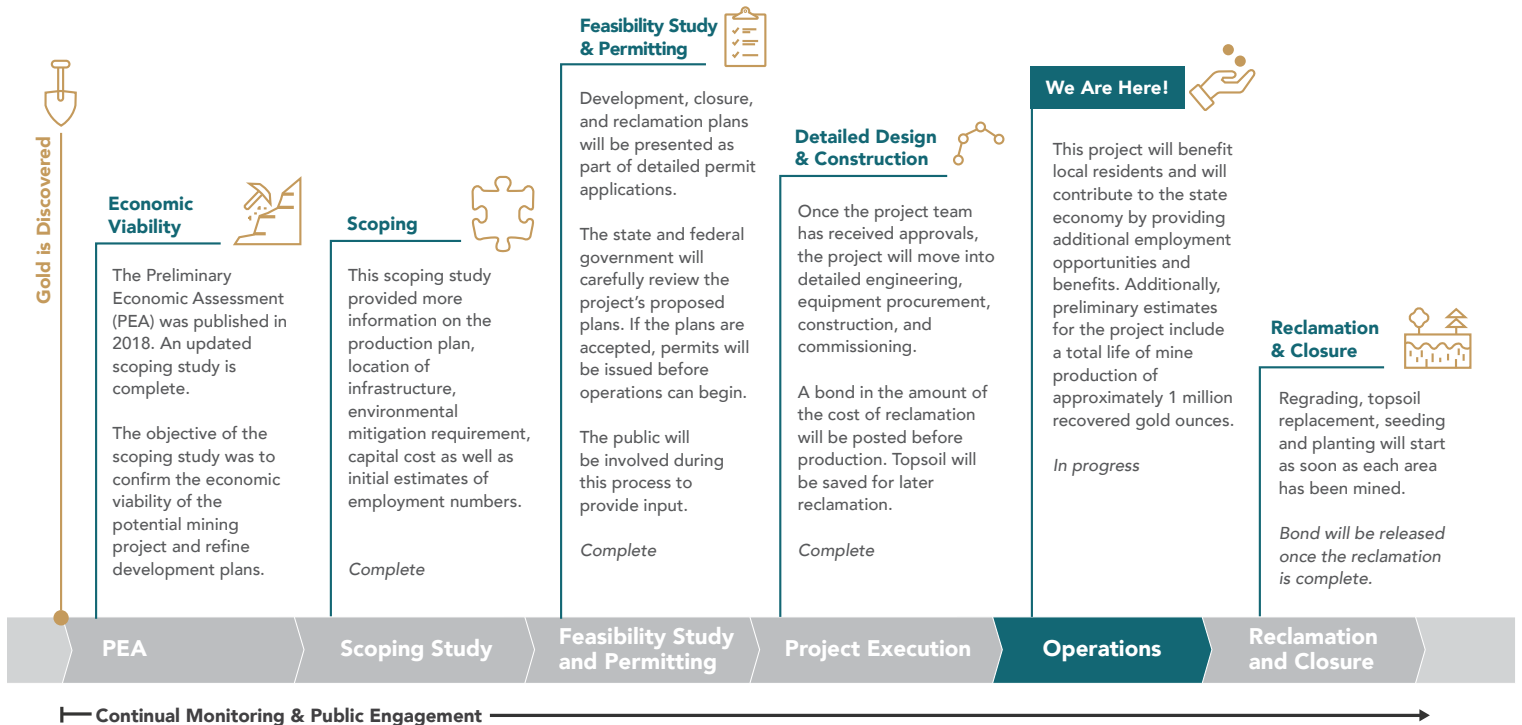 Gold is Discovered
Economic
Viability
The Preliminary
Economic Assessment
(PEA) was published in
2018. An updated
scoping study is
complete.
The objective of the
scoping study was to
confirm the economic
viability of the
potential mining
project and refine
development plans.
Scoping
This scoping study
provided more
information on the
production plan,
location of
infrastructure,
environmental
mitigation requirement,
capital cost as well as
initial estimates of
employment numbers.
Complete
Feasibility Study
& Permitting
Development, closure,
and reclamation plans
will be presented as
part of detailed permit
applications.
The state and federal
government will
carefully review the
project’s proposed
plans. If the plans are
accepted, permits will
be issued before
operations can begin.
The public will
be involved during
this process to
provide input.
Complete
Detailed Design
& Construction
Once the project team
has received approvals,
the project will move into
detailed engineering,
equipment procurement,
construction, and
commissioning.
A bond in the amount of
the cost of reclamation
will be posted before
production. Topsoil will
be saved for later
reclamation.
Complete
We Are Here!
This project will benefit
local residents and will
contribute to the state
economy by providing
additional employment
opportunities and
benefits. Additionally,
preliminary estimates
for the project include
a total life of mine
production of
approximately 1 million
recovered gold ounces.
In progress
Reclamation
& Closure
Regrading, topsoil
replacement, seeding
and planting will start
as soon as each area
has been mined.
Bond will be released
once the reclamation
is complete.
PEA
Scoping Study
Feasibility Study
and Permitting
Project Execution
Operations
Reclamation
and Closure
Continual Monitoring & Public Engagement